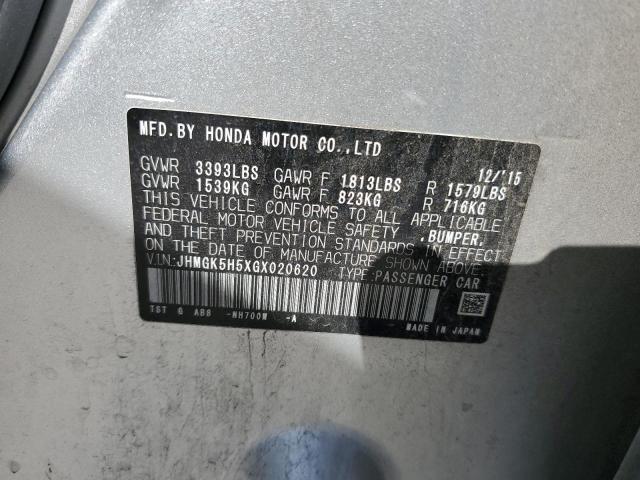 MFD.BY HONDA MOTOR CO.,LTD
12/'15
GVWR 3393LBS GAWR F 1813LBS R 1579LBS
GVWR 1539KG GAWR F 823KG R 716KG
THIS VEHICLE CONFORMS TO ALL APPLICABLE
FEDERAL MOTOR VEHICLE SAFETY ,BUMPER,
AND THEFT PREVENTION STANDARDS IN EFFECT
ON THE DATE OF MANUFACTURE SHOWN ABOVE.
V.I.N:JHMGK5H5XGX020620 TYPE:PASSENGER CAR
TST G AB8 -NH700M -A MADE IN JAPAN